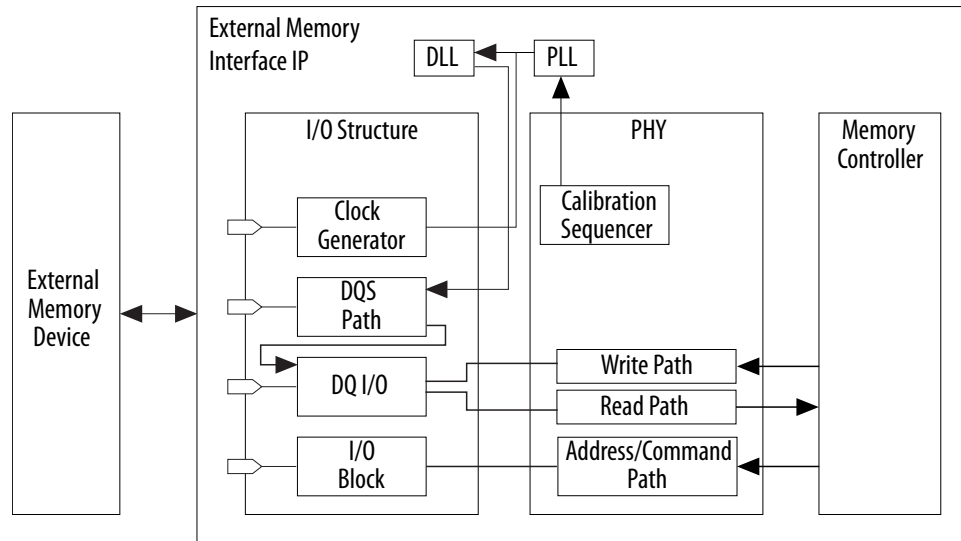 External Memory
Interface IP
DLL
PLL
I/O Structure
PHY
Memory
Controller
Clock
Generator
Calibration
Sequencer
External
Memory
Device
DQS
Path
DQ I/O
Write Path
Read Path
I/O
Block
Address/Command
Path